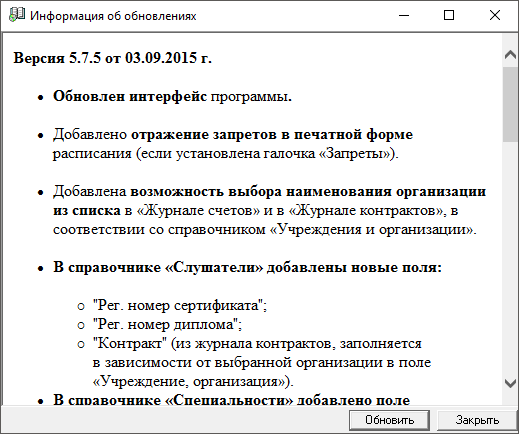 Информация об обновлениях
Версия 5.7.5 от 03.09.2015 г.
• Обновлен интерфейс программы.
• Добавлено отражение запретов в печатной форме
расписания (если установлена галочка «Запреты»).
• Добавлена возможность выбора наименования организации
из списка в «Журнале счетов» и в «Журнале контрактов», в
соответствии со справочником «Учреждения и организации».
• В справочнике «Слушатели» добавлены новые поля:
○ "Рег. номер сертификата";
○ "Рег. номер диплома";
○ "Контракт" (из журнала контрактов, заполняется
в зависимости от выбранной организации в поле
«Учреждение, организация»).
• В справочнике «Специальности» добавлено поле
Обновить Закрыть